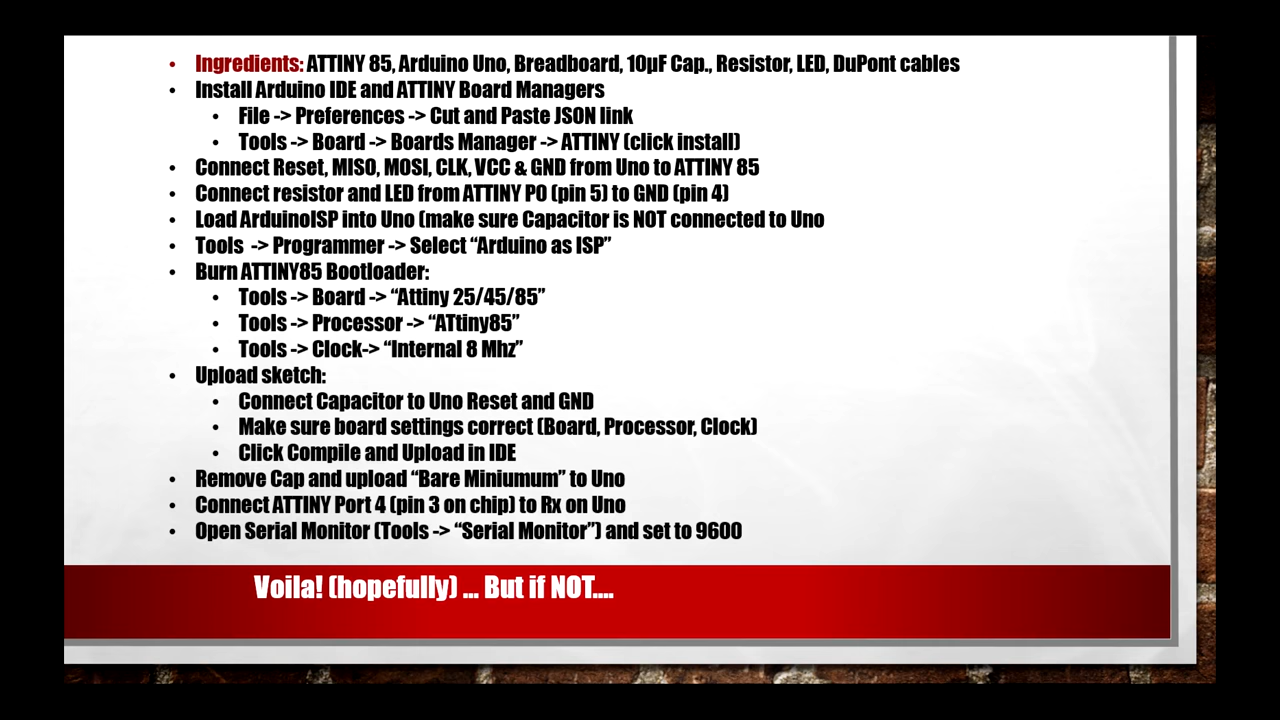 • Ingredients: ATTINY 85, Arduino Uno, Breadboard, 10µF Cap., Resistor, LED, DuPont cables
• Install Arduino IDE and ATTINY Board Managers
• File -> Preferences -> Cut and Paste JSON link
• Tools -> Board -> Boards Manager -> ATTINY (click install)
• Connect Reset, MISO, MOSI, CLK, VCC & GND from Uno to ATTINY 85
• Connect resistor and LED from ATTINY P0 (pin 5) to GND (pin 4)
• Load ArduinoISP into Uno (make sure Capacitor is NOT connected to Uno
• Tools -> Programmer -> Select “Arduino as ISP”
• Burn ATTINY85 Bootloader:
• Tools -> Board -> “Attiny 25/45/85”
• Tools -> Processor -> “ATtiny85”
• Tools -> Clock-> “Internal 8 Mhz”
• Upload sketch:
• Connect Capacitor to Uno Reset and GND
• Make sure board settings correct (Board, Processor, Clock)
• Click Compile and Upload in IDE
• Remove Cap and upload “Bare Miniumum” to Uno
• Connect ATTINY Port 4 (pin 3 on chip) to Rx on Uno
• Open Serial Monitor (Tools -> “Serial Monitor”) and set to 9600
Voila! (hopefully) ... But if NOT....